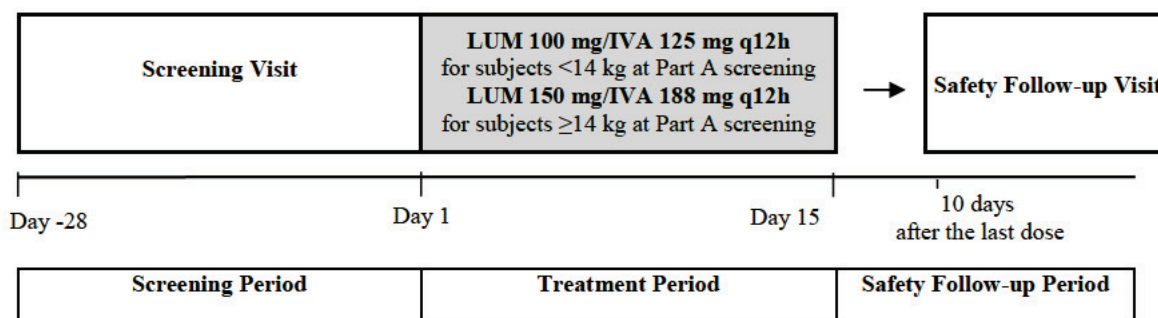 Screening Visit
LUM 100 mg/IVA 125 mg q12h
for subjects <14 kg at Part A screening
LUM 150 mg/IVA 188 mg q12h
for subjects ≥14 kg at Part A screening
Safety Follow-up Visit
Day -28
Day 1
Day 15
10 days
after the last dose
Screening Period
Treatment Period
Safety Follow-up Period